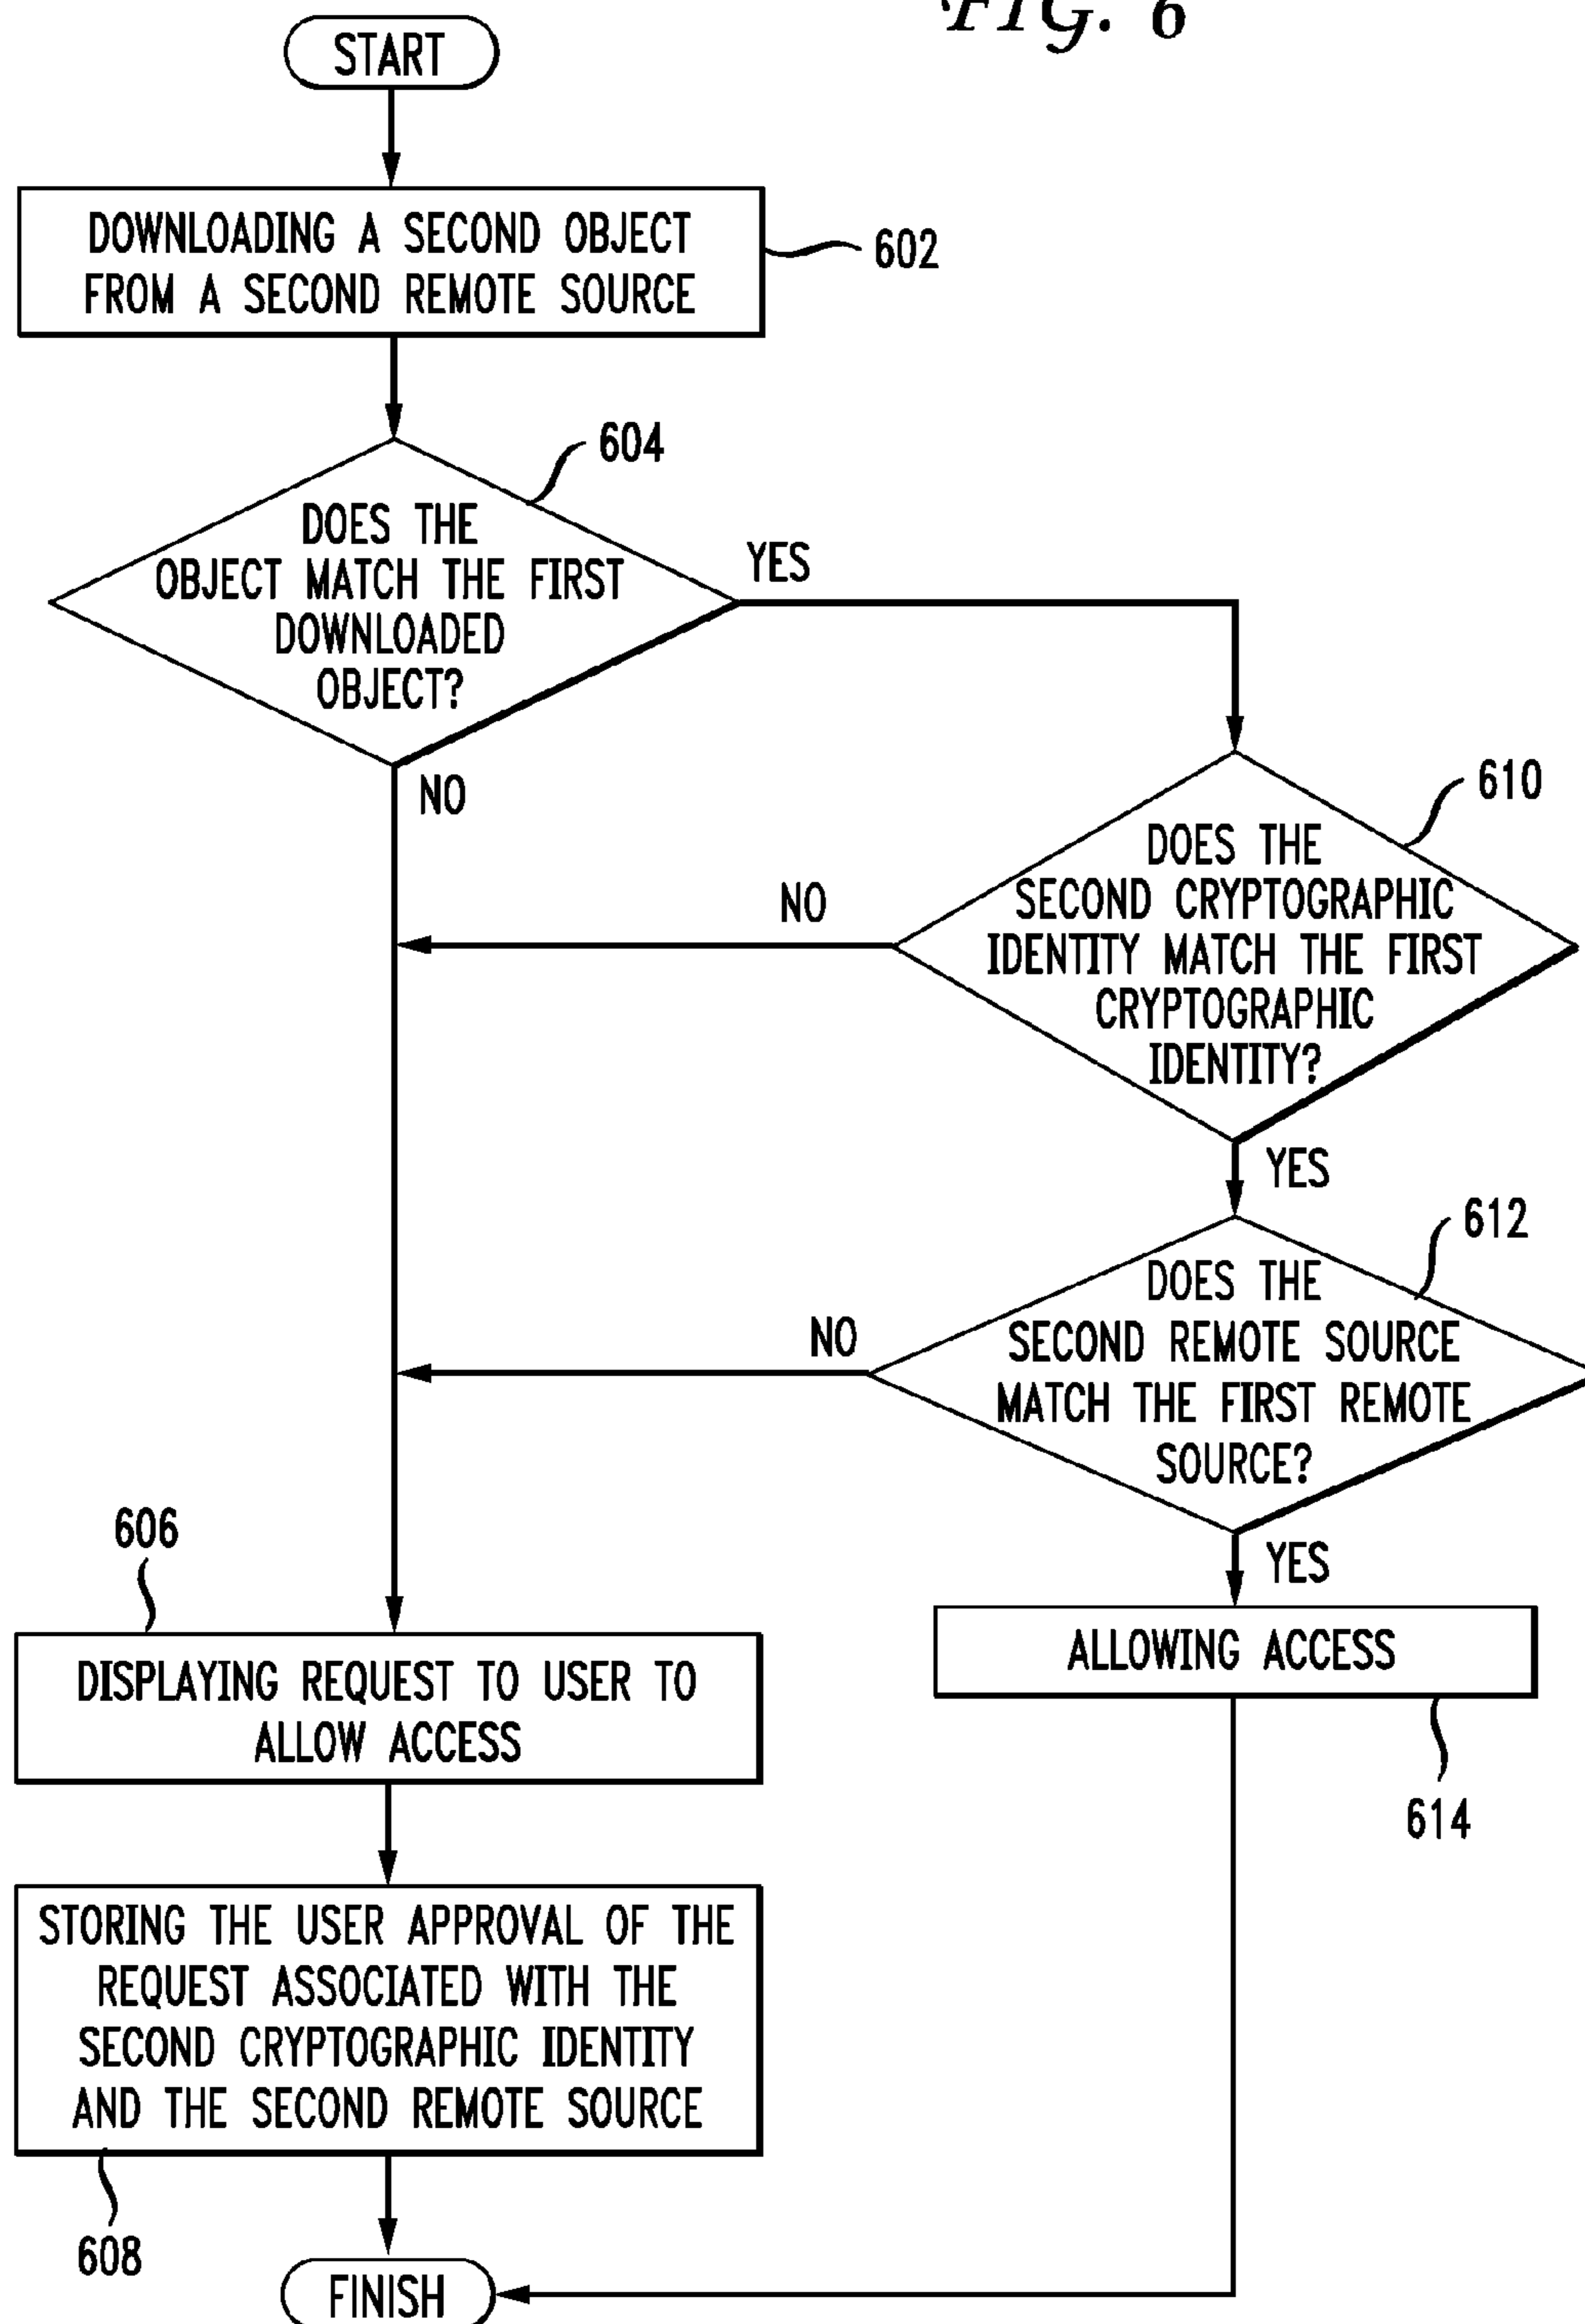 FIG. 6
START
DOWNLOADING A SECOND OBJECT
FROM A SECOND REMOTE SOURCE
602
604
DOES THE
OBJECT MATCH THE FIRST
DOWNLOADED
OBJECT?
YES
NO
610
DOES THE
SECOND CRYPTOGRAPHIC
IDENTITY MATCH THE FIRST
CRYPTOGRAPHIC
IDENTITY?
NO
YES
612
DOES THE
SECOND REMOTE SOURCE
MATCH THE FIRST REMOTE
SOURCE?
NO
YES
606
DISPLAYING REQUEST TO USER TO
ALLOW ACCESS
ALLOWING ACCESS
614
STORING THE USER APPROVAL OF THE
REQUEST ASSOCIATED WITH THE
SECOND CRYPTOGRAPHIC IDENTITY
AND THE SECOND REMOTE SOURCE
608
FINISH